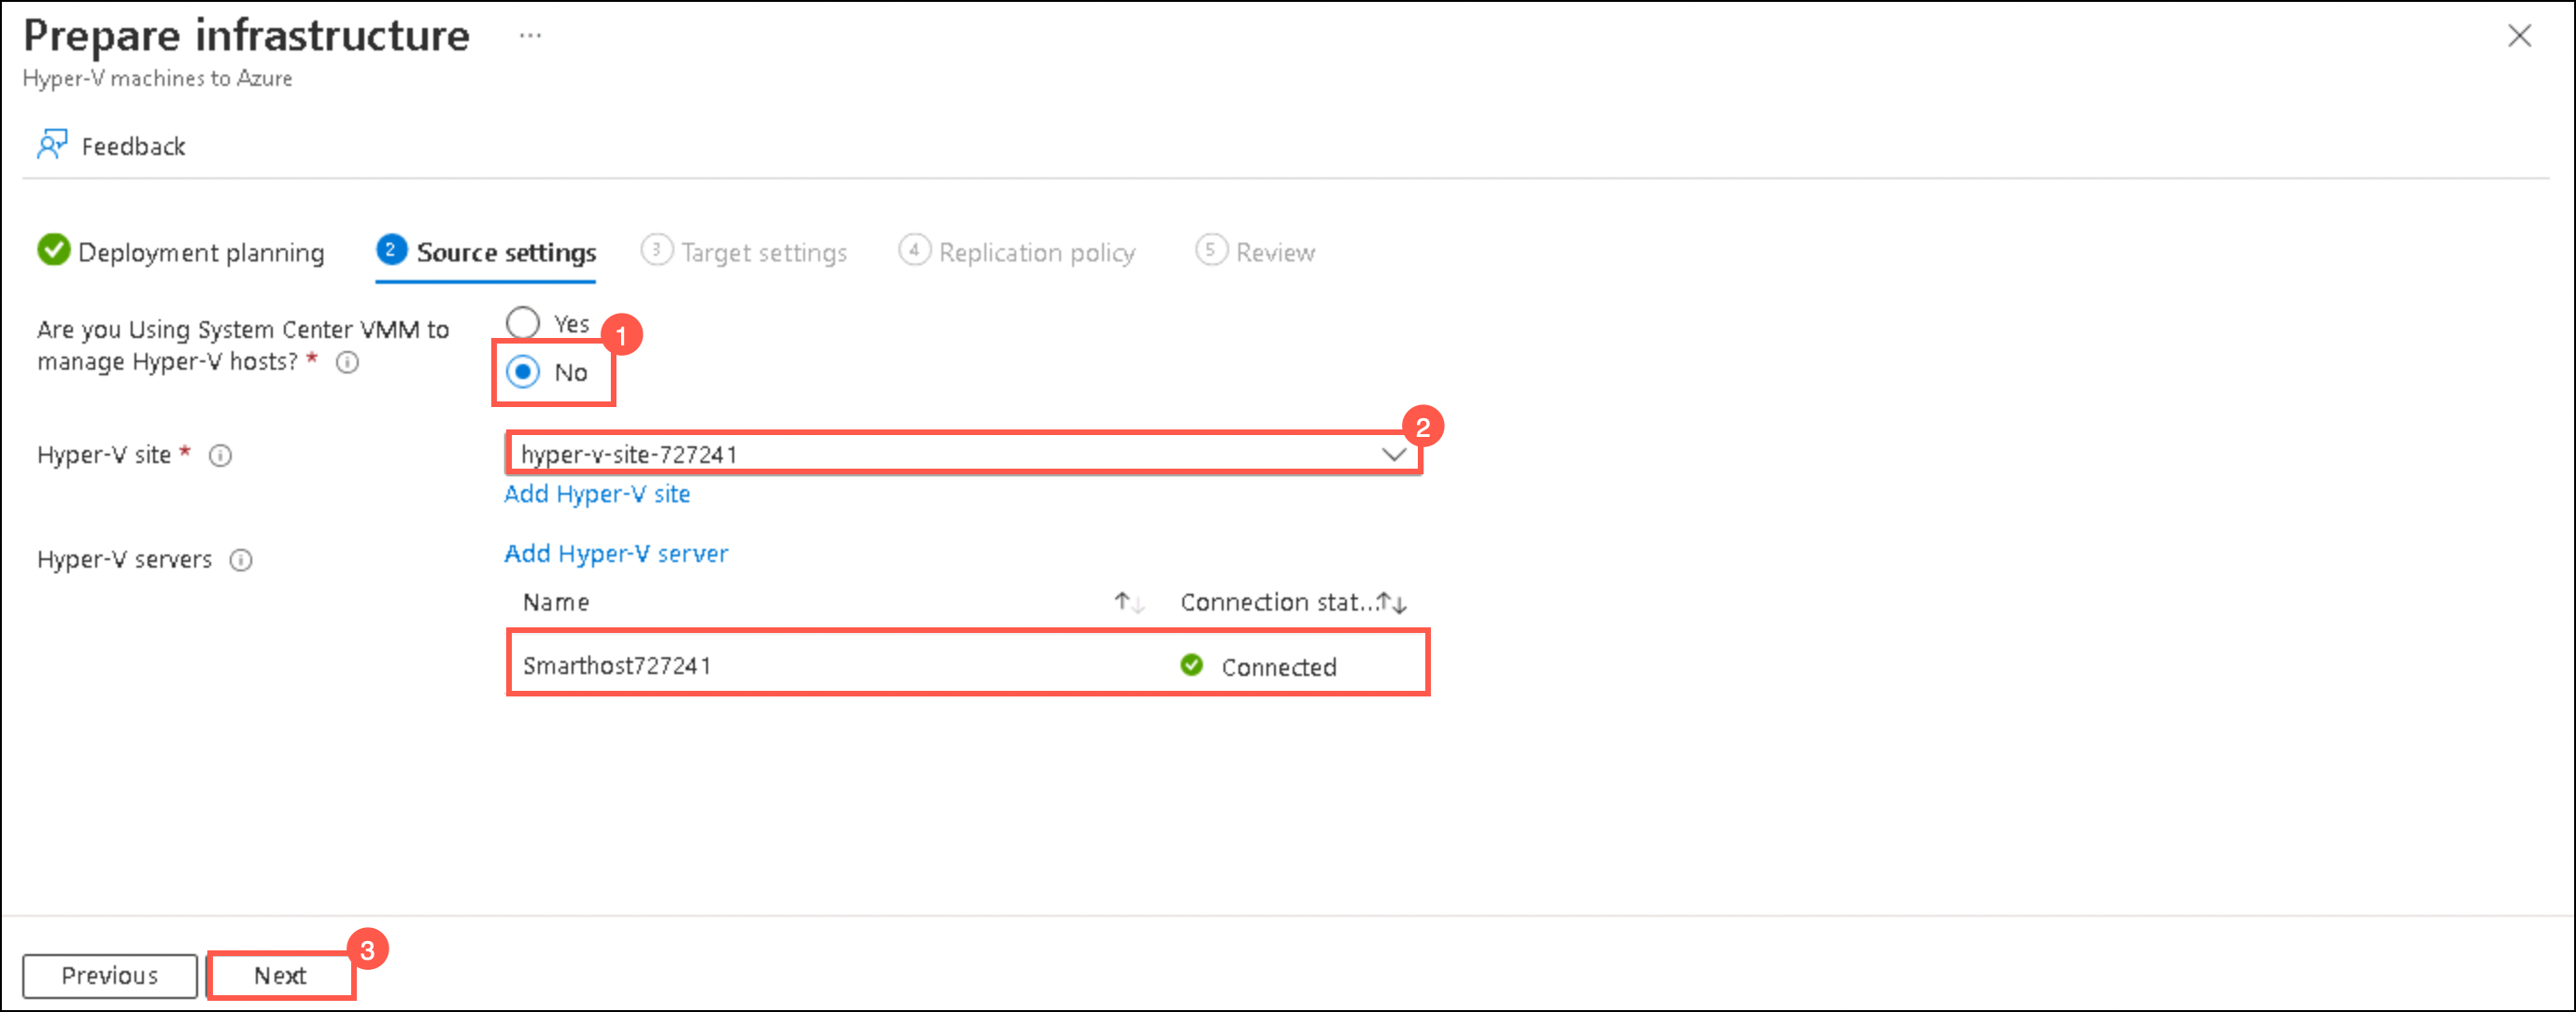 Prepare infrastructure ...
Hyper-V machines to Azure
Feedback
Deployment planning 2 Source settings 3 Target settings 4 Replication policy 5 Review
Are you Using System Center VMM to
manage Hyper-V hosts? *
Yes
1
No
Hyper-V site *
hyper-v-site-727241
2
Add Hyper-V site
Hyper-V servers
Add Hyper-V server
Name Connection stat...
Smarthost727241 Connected
Previous Next
3